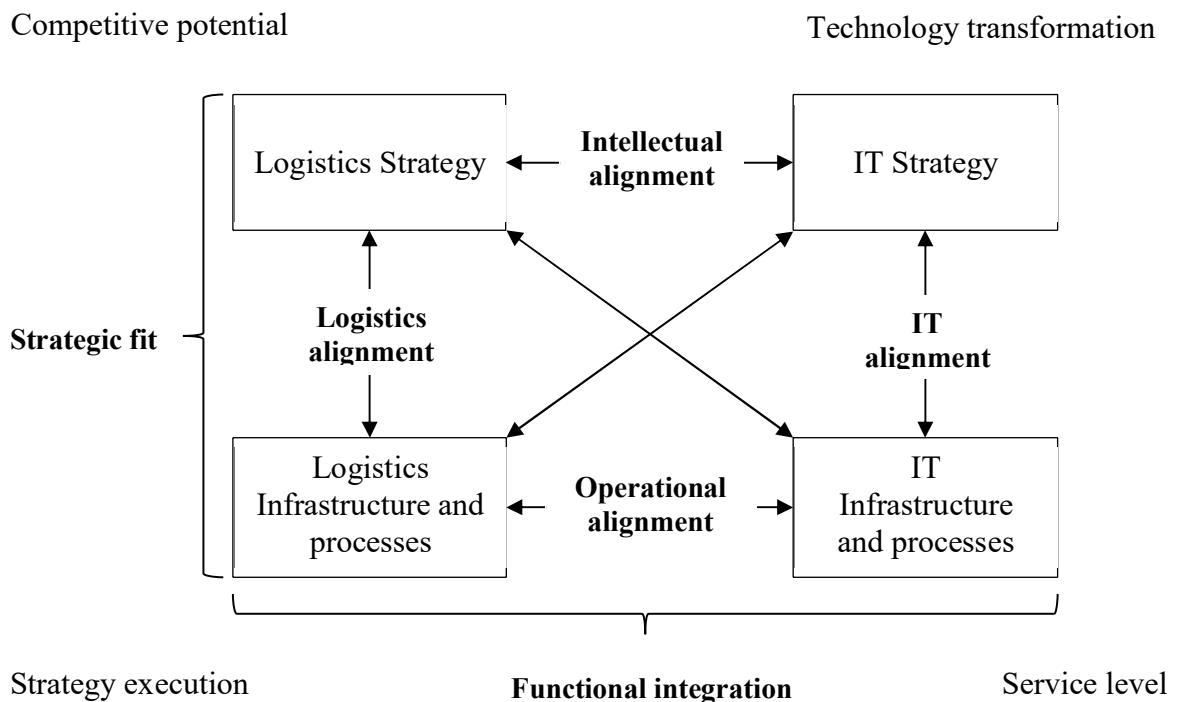 Competitive potential
Technology transformation
Logistics Strategy
Intellectual
alignment
IT Strategy
Strategic fit
Logistics
alignment
IT
alignment
Logistics
Infrastructure and
processes
Operational
alignment
IT
Infrastructure
and processes
Strategy execution
Functional integration
Service level